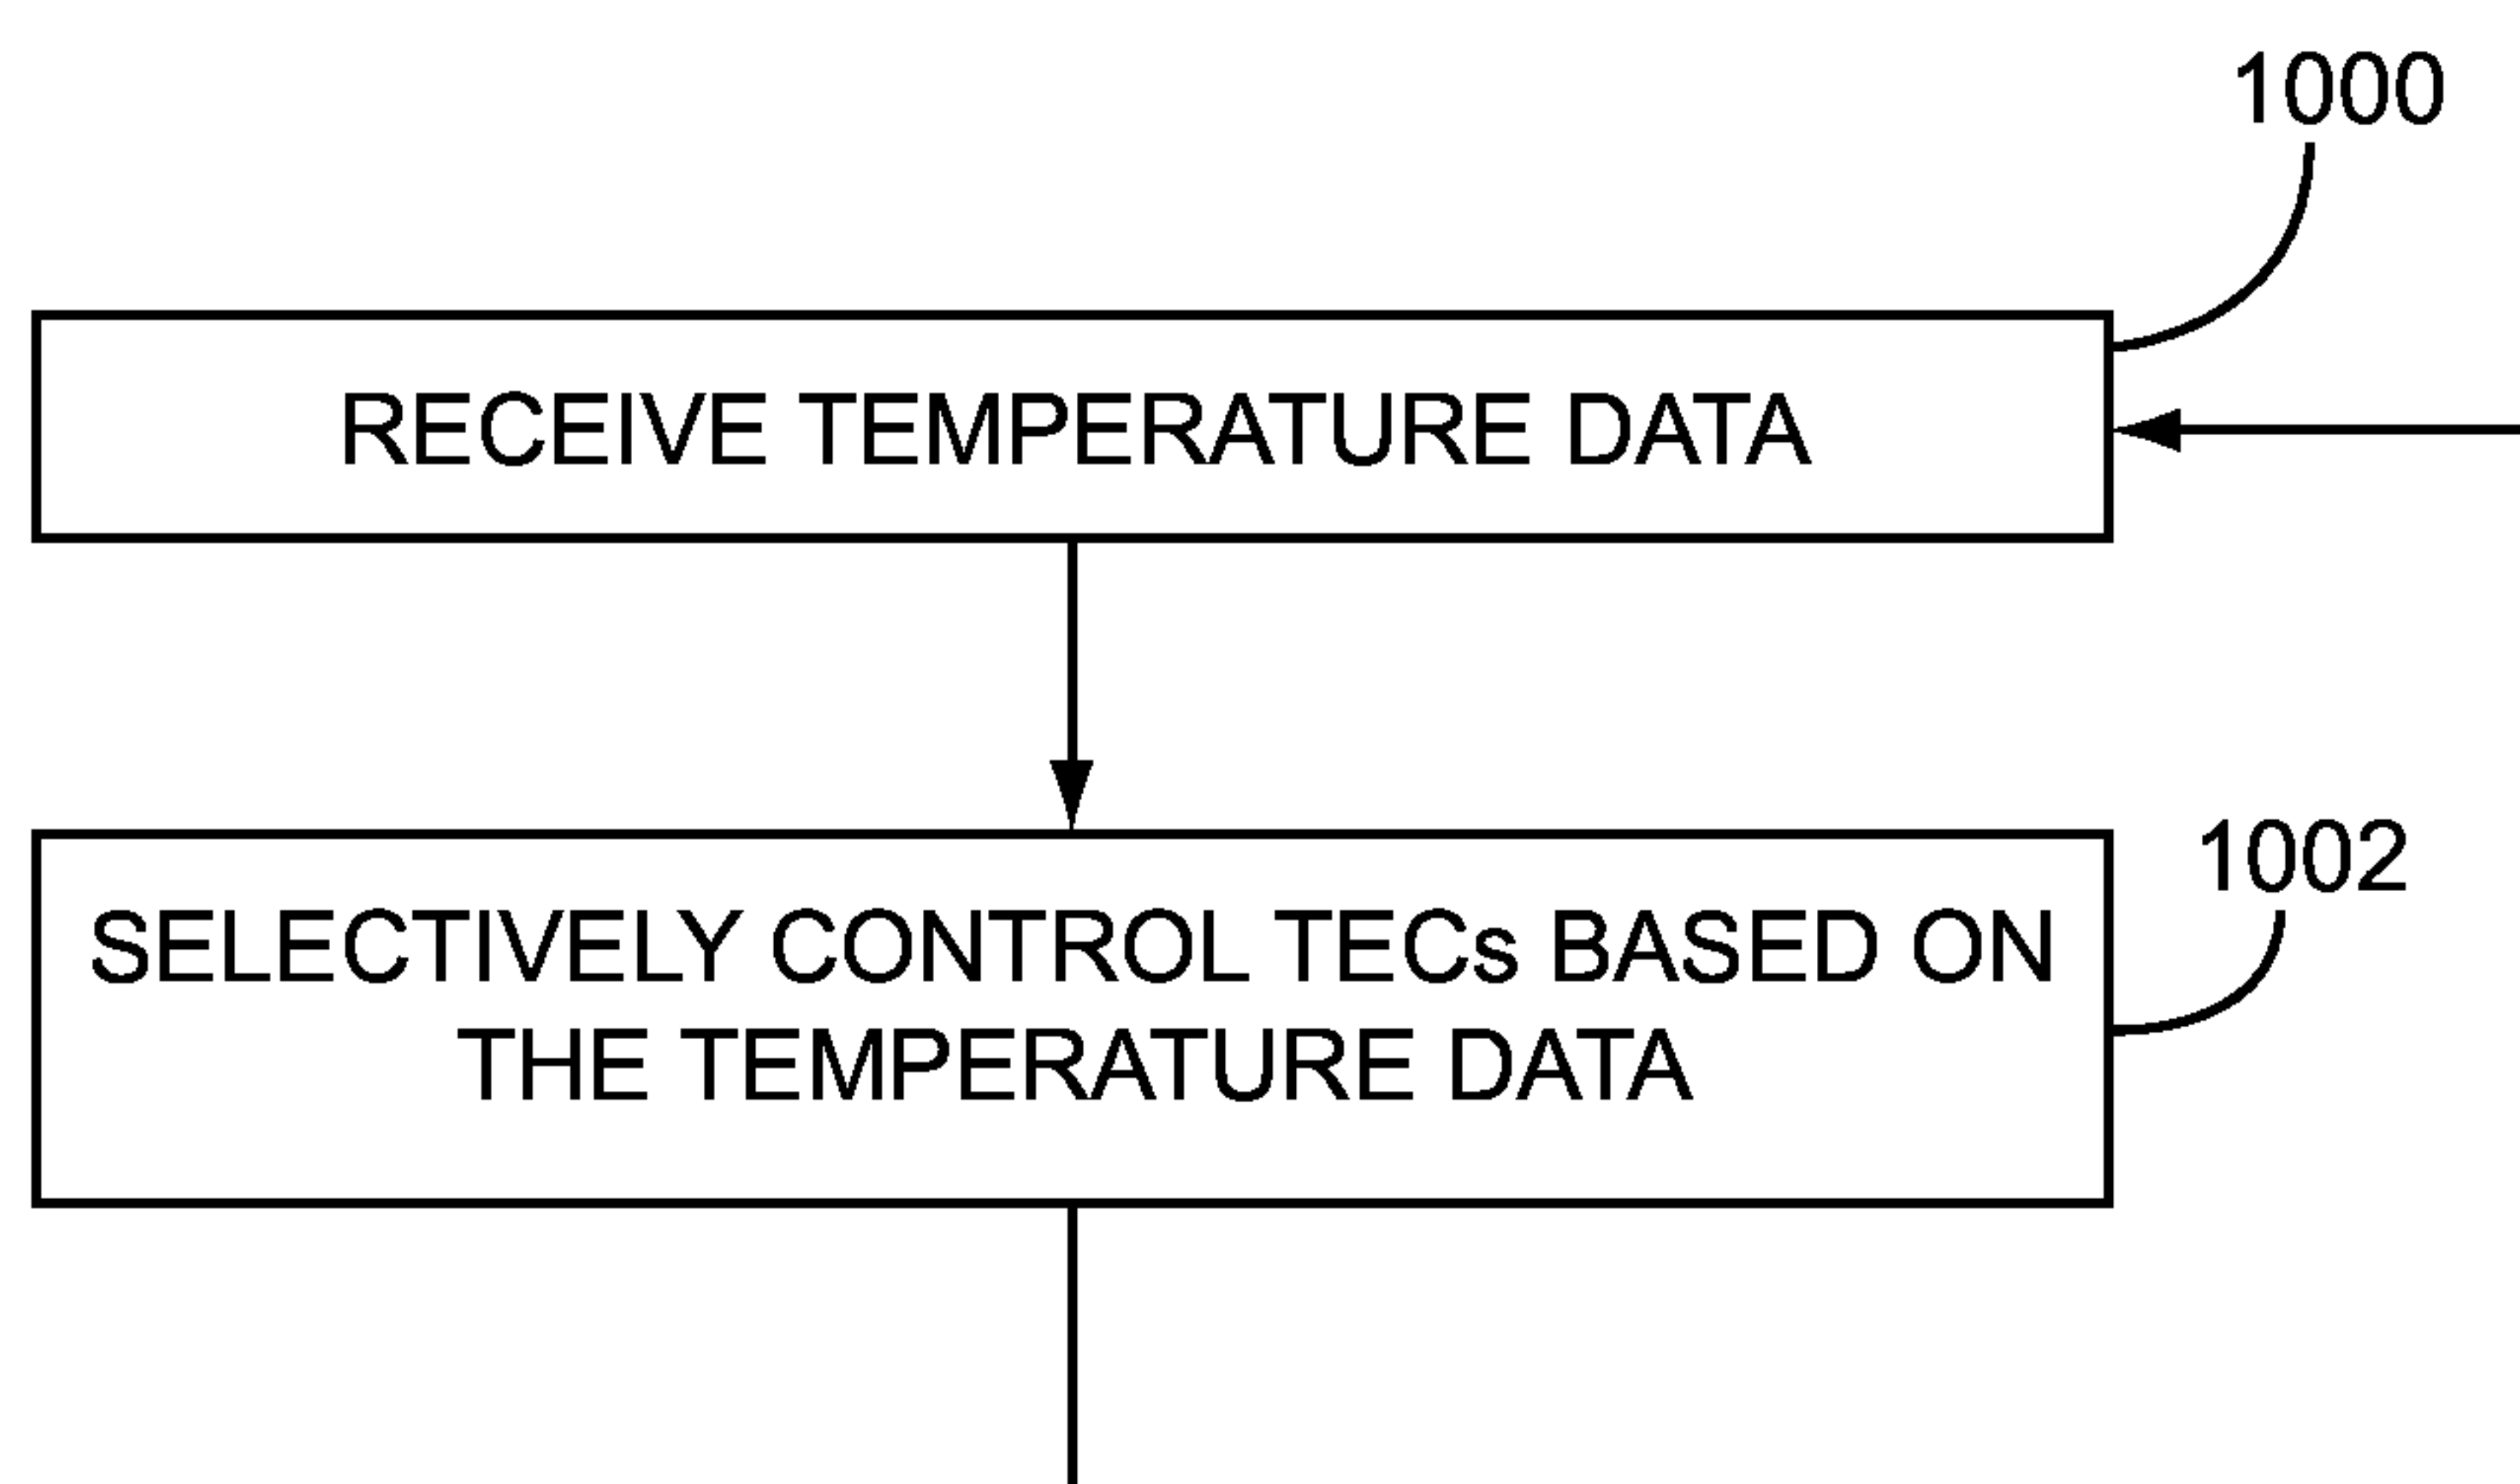 1000
RECEIVE TEMPERATURE DATA
1002
SELECTIVELY CONTROL TECs BASED ON
THE TEMPERATURE DATA